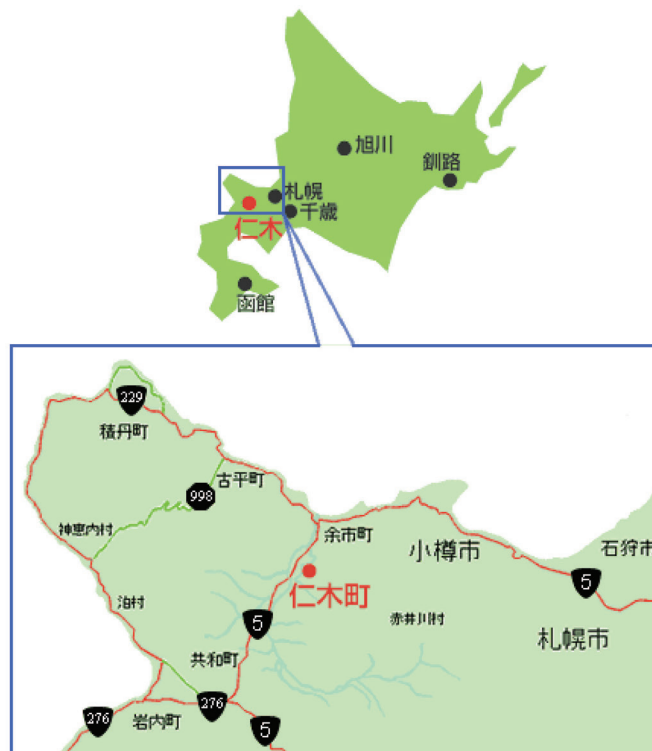 旭川
釧路
札幌
千歳
仁木
函館
229
積丹町
古平町
998
神恵内村
余市町
小樽市
石狩市
仁木町
5
泊村
赤井川村
5
札幌市
共和町
276
276
岩内町
5